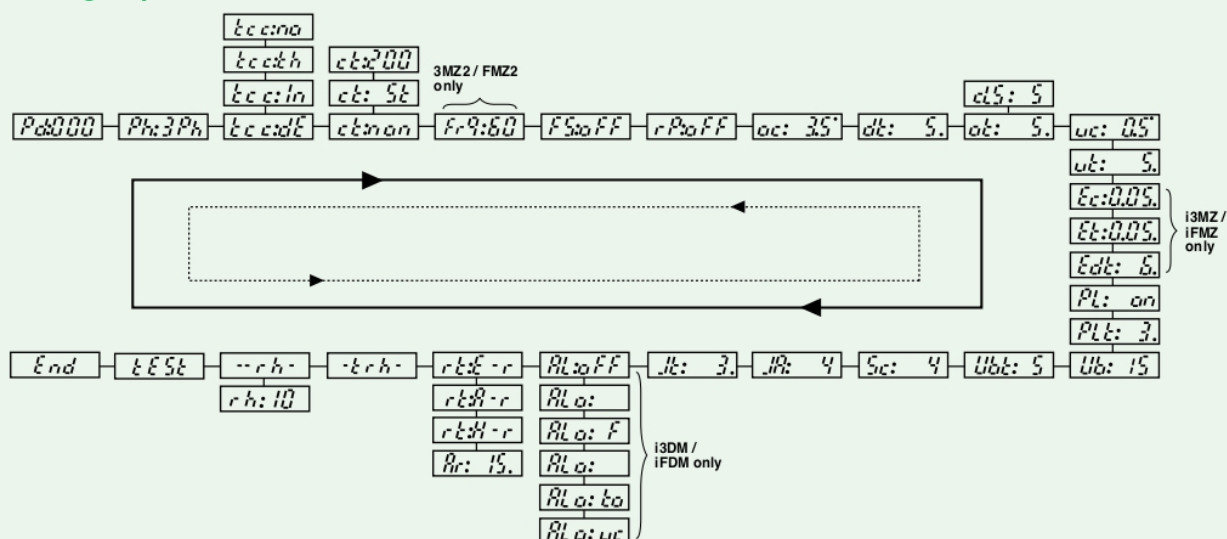 tcc:no
tcc:th
ct:200
3MZ2 / FMZ2
only
tcc:In
ct: St
cLS: 5
Pd:000
Ph:3Ph
tcc:dE
ct:non
Frq:60
FS:oFF
rP:oFF
oc: 3.5"
dt: 5.
ot: 5.
uc: 0.5"
ut: 5.
Ec:0.05.
Et:0.05.
Edt: 6.
i3MZ /
iFMZ
only
PL: on
PLt: 3.
End
tESt
--rh-
-trh-
rt:E-r
AL:oFF
Jt: 3.
JA: 4
Sc: 4
Ubt: 5
Ub: 15
rh:10
rt:A-r
rt:H-r
Ar: 15.
ALo:
ALo: F
ALo:
ALo: to
ALo: uc
i3DM /
iFDM only